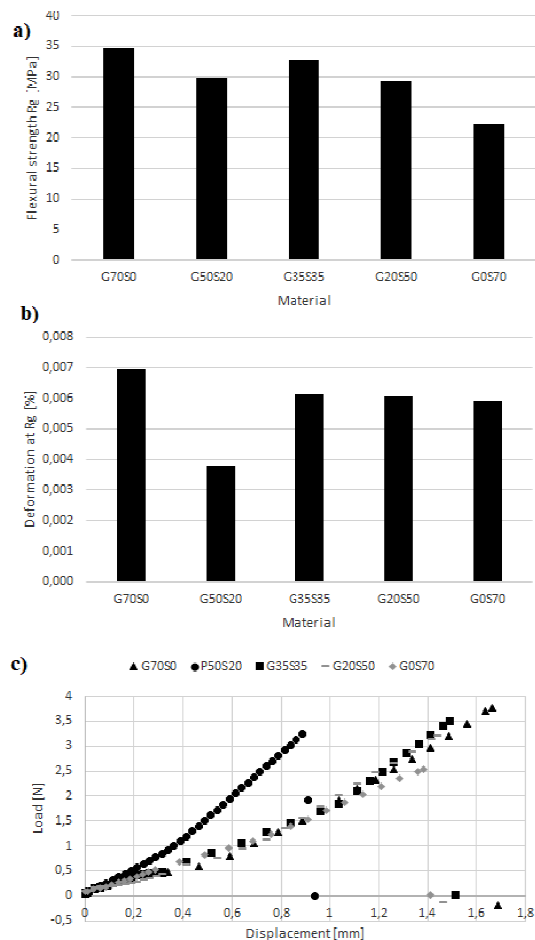 a)
Flexural strength Rg [MPa]
40
35
30
25
20
15
10
5
0
G70S0 G50S20 G35S35 G20S50 G0S70
Material
b)
Deformation at Rg [%]
0,008
0,007
0,006
0,005
0,004
0,003
0,002
0,001
0,000
G70S0 G50S20 G35S35 G20S50 G0S70
Material
c)
G70S0 P50S20 G35S35 G20S50 G0S70
Load [N]
4
3,5
3
2,5
2
1,5
1
0,5
0
-0,5
0 0,2 0,4 0,6 0,8 1 1,2 1,4 1,6 1,8
Displacement [mm]